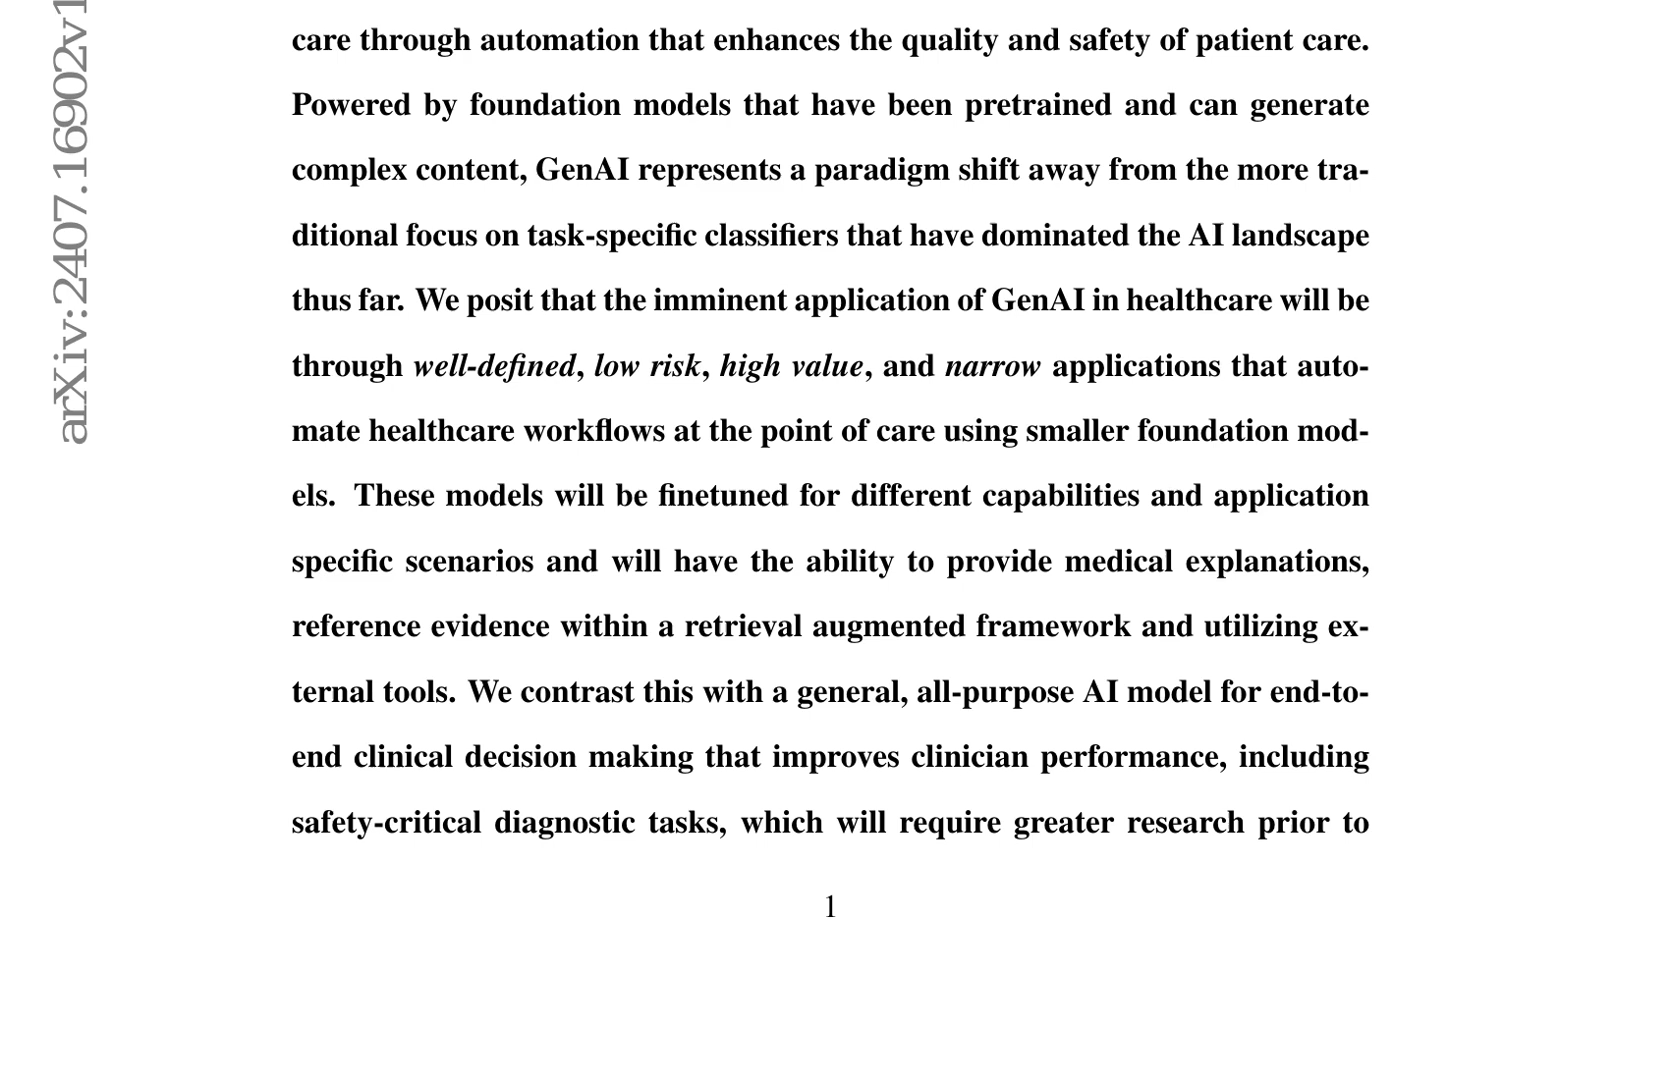 care through automation that enhances the quality and safety of patient care.
Powered by foundation models that have been pretrained and can generate
complex content, GenAI represents a paradigm shift away from the more tra-
ditional focus on task-specific classifiers that have dominated the AI landscape
thus far. We posit that the imminent application of GenAI in healthcare will be
through well-defined, low risk, high value, and narrow applications that auto-
mate healthcare workflows at the point of care using smaller foundation mod-
els. These models will be finetuned for different capabilities and application
specific scenarios and will have the ability to provide medical explanations,
reference evidence within a retrieval augmented framework and utilizing ex-
ternal tools. We contrast this with a general, all-purpose AI model for end-to-
end clinical decision making that improves clinician performance, including
safety-critical diagnostic tasks, which will require greater research prior to
1
arXiv:2407.16902v1